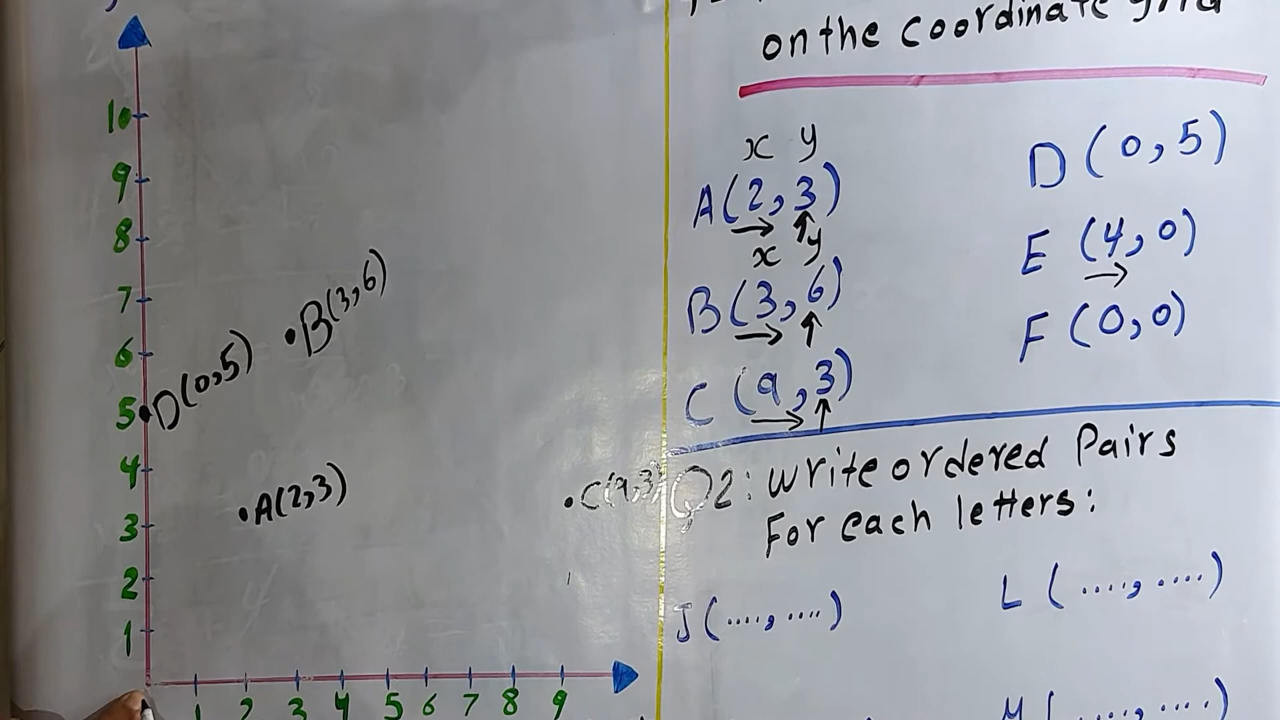 on the coordinate grid
10
9
8
7
6
5
4
3
2
1
1 2 3 4 5 6 7 8 9
B(3,6)
D(0,5)
A(2,3)
C(9,3)
x y
A(2,3)
x y
B(3,6)
C(9,3)
D(0,5)
E(4,0)
F(0,0)
Q2: Write ordered Pairs
For each letters:
J(....,....)
L(....,....)
M(....,....)